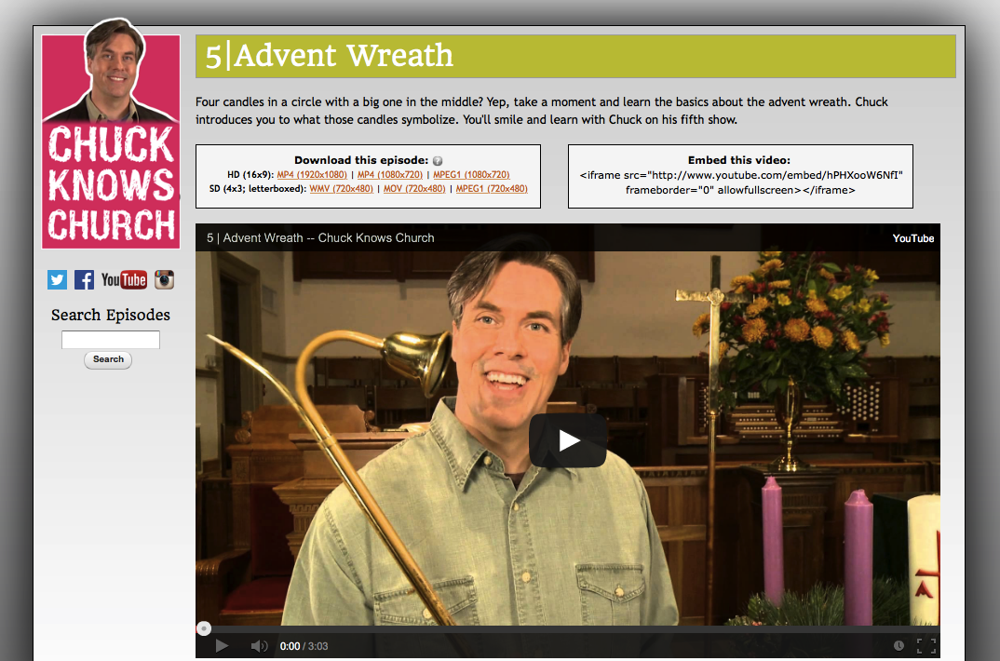 CHUCK
KNOWS
CHURCH
YouTube
Search Episodes
Search
5|Advent Wreath
Four candles in a circle with a big one in the middle? Yep, take a moment and learn the basics about the advent wreath. Chuck
introduces you to what those candles symbolize. You'll smile and learn with Chuck on his fifth show.
Download this episode: ?
HD (16x9): MP4 (1920x1080) | MP4 (1080x720) | MPEG1 (1080x720)
SD (4x3; letterboxed): WMV (720x480) | MOV (720x480) | MPEG1 (720x480)
Embed this video:
<iframe src="http://www.youtube.com/embed/hPHXooW6NfI"
frameborder="0" allowfullscreen></iframe>
5 | Advent Wreath -- Chuck Knows Church
YouTube
0:00 / 3:03